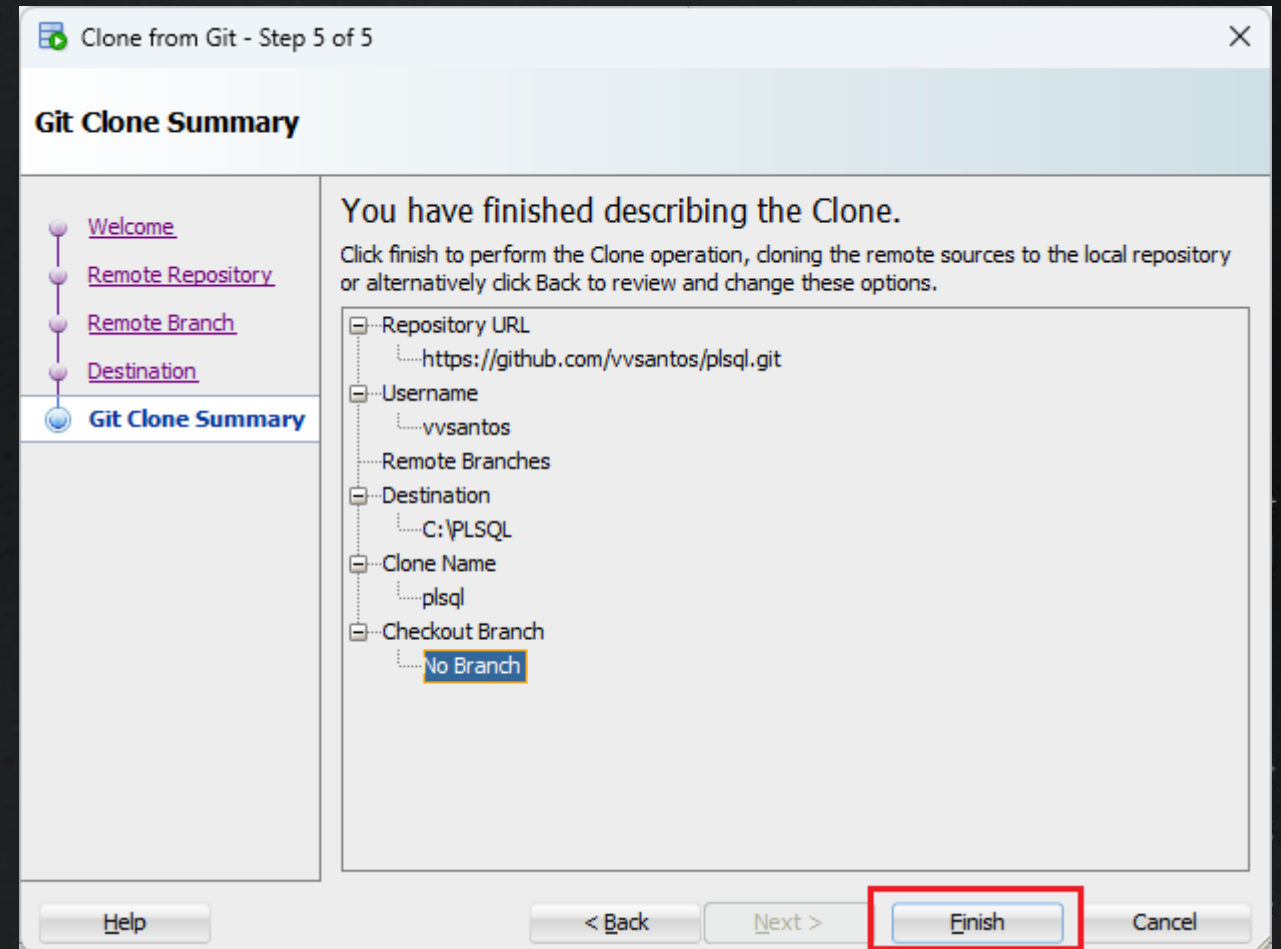 Clone from Git - Step 5 of 5
Git Clone Summary
Welcome
Remote Repository
Remote Branch
Destination
Git Clone Summary
You have finished describing the Clone.
Click finish to perform the Clone operation, cloning the remote sources to the local repository
or alternatively click Back to review and change these options.
Repository URL
https://github.com/vvsantos/plsql.git
Username
vvsantos
Remote Branches
Destination
C:\PLSQL
Clone Name
plsql
Checkout Branch
No Branch
Help
< Back
Next >
Finish
Cancel